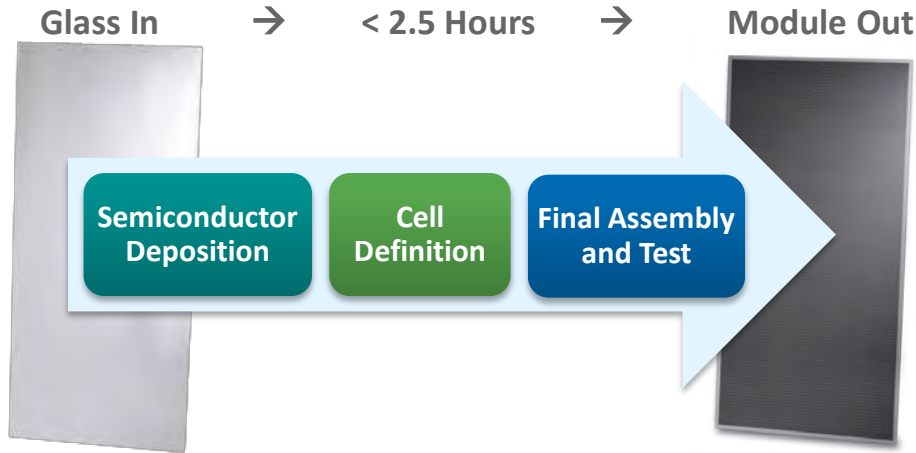 Glass In → < 2.5 Hours → Module Out
Semiconductor
Deposition
Cell
Definition
Final Assembly
and Test